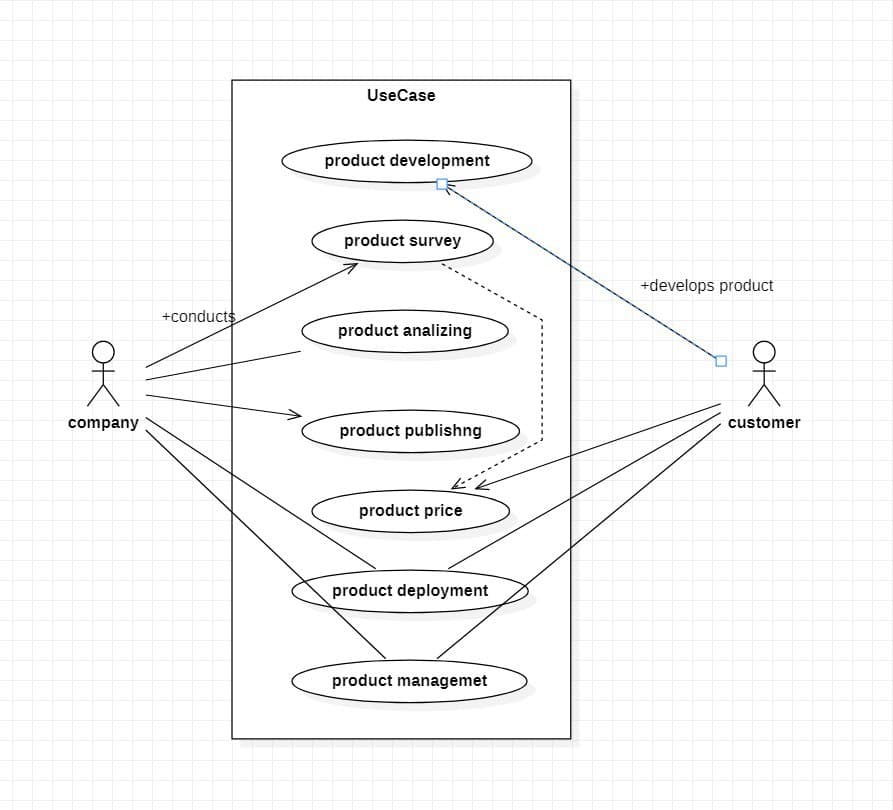 UseCase
product development
product survey
+develops product
+conducts
product analizing
company
customer
product publishng
product price
product deployment
product managemet